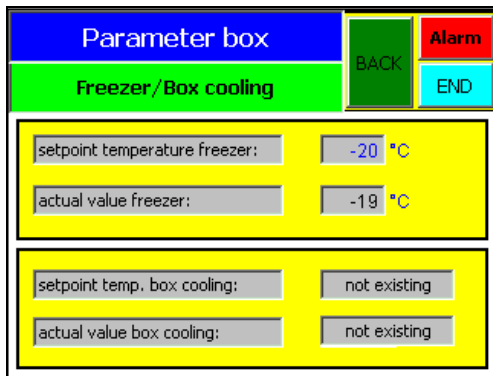 Parameter box
BACK
Alarm
Freezer/Box cooling
END
setpoint temperature freezer: -20 °C
actual value freezer: -19 °C
setpoint temp. box cooling: not existing
actual value box cooling: not existing